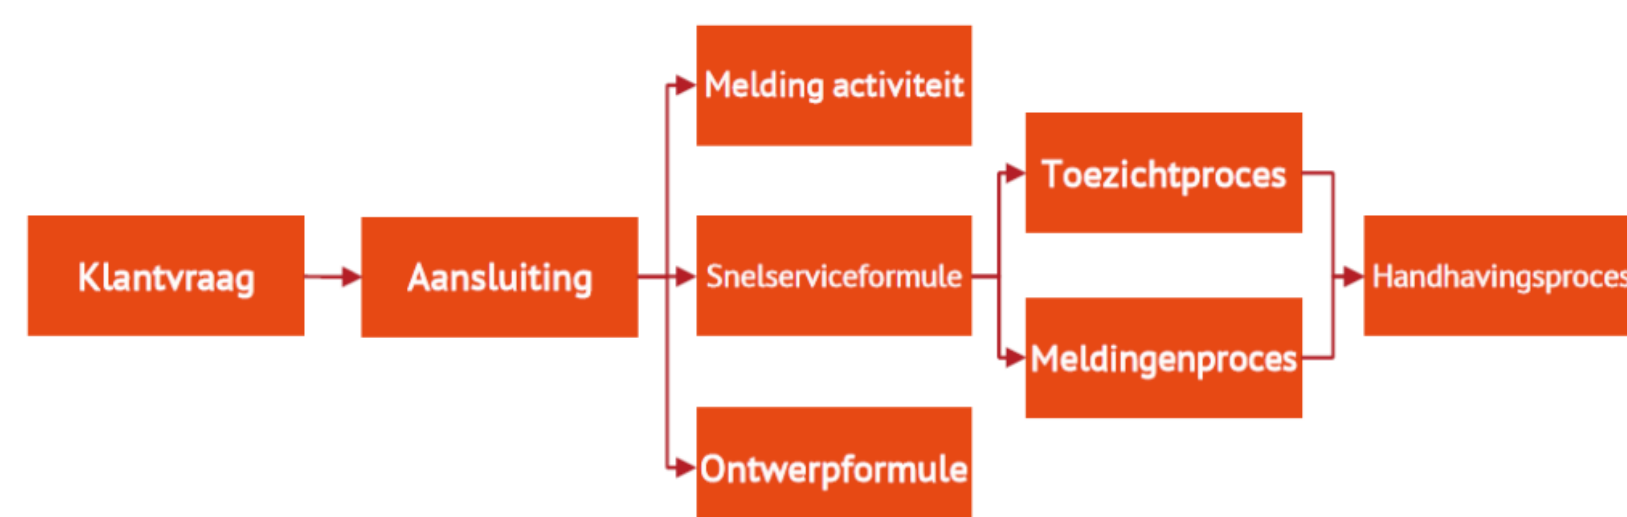 Klantvraag
Aansluiting
Melding activiteit
Snelserviceformule
Ontwerpformule
Toezichtproces
Meldingenproces
Handhavingsproces